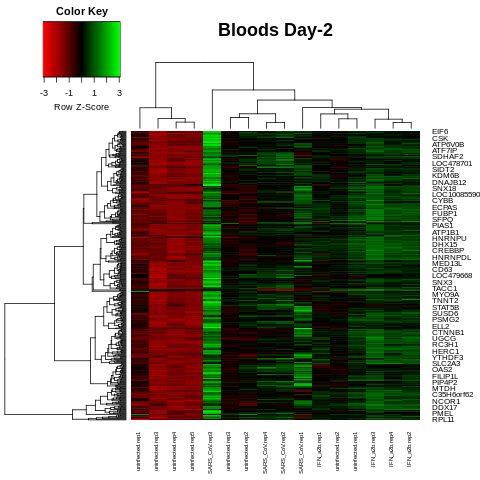 Color Key
Bloods Day-2
-3 -1 1 3
Row Z-Score
EIF6
CSK
ATP6V0B
ATF7IP
SDHAF2
LOC478701
SIDT2
KDM6B
DNAJB12
SNX18
LOC10085590
CYBB
ECPAS
FUBP1
SFPQ
PIAS1
ATP1B1
HNRNPU
DHX15
CREBBP
HNRNPDL
MED13L
CD63
LOC479668
SNX3
TACC1
MYO9A
TNNT2
STAT5B
SUSD6
PSMG2
ELL2
CTNNB1
UGCG
RC3H1
HERC1
YTHDF3
SLC2A3
OAS2
FILIP1L
PIP4P2
MTDH
C35H6orf62
NCOR1
DDX17
PMEL
RPL11
uninfected.rep1
uninfected.rep3
uninfected.rep4
uninfected.rep5
SARS_CoV.rep3
uninfected.rep3
uninfected.rep2
SARS_CoV.rep4
SARS_CoV.rep2
SARS_CoV.rep1
IFN_a2b.rep1
uninfected.rep2
uninfected.rep1
IFN_a2b.rep3
IFN_a2b.rep4
IFN_a2b.rep2